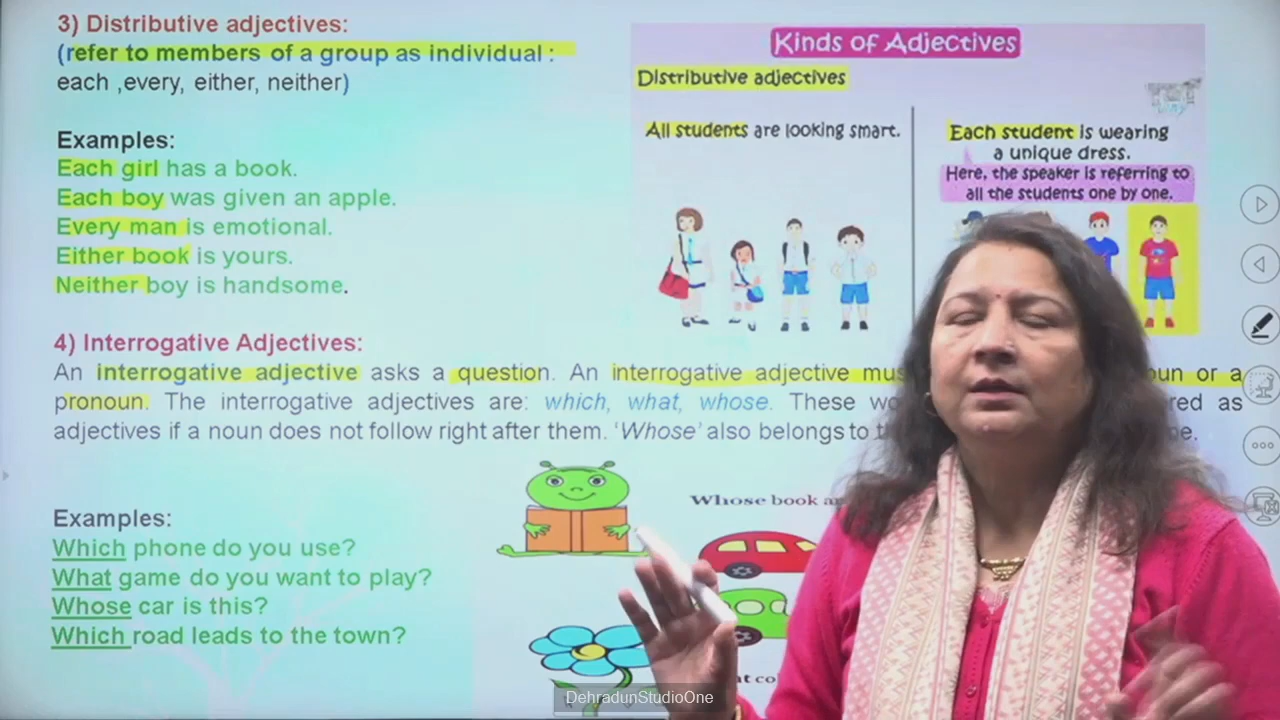 3) Distributive adjectives:
(refer to members of a group as individual :
each ,every, either, neither)
Examples:
Each girl has a book.
Each boy was given an apple.
Every man is emotional.
Either book is yours.
Neither boy is handsome.
Kinds of Adjectives
Distributive adjectives
All students are looking smart.
Each student is wearing
a unique dress.
Here, the speaker is referring to
all the students one by one.
4) Interrogative Adjectives:
An interrogative adjective asks a question. An interrogative adjective or a
pronoun. The interrogative adjectives are: which, what, whose. These as
adjectives if a noun does not follow right after them. 'Whose' also belongs to
Examples:
Which phone do you use?
What game do you want to play?
Whose car is this?
Which road leads to the town?
Whose book
DehradunStudioOne